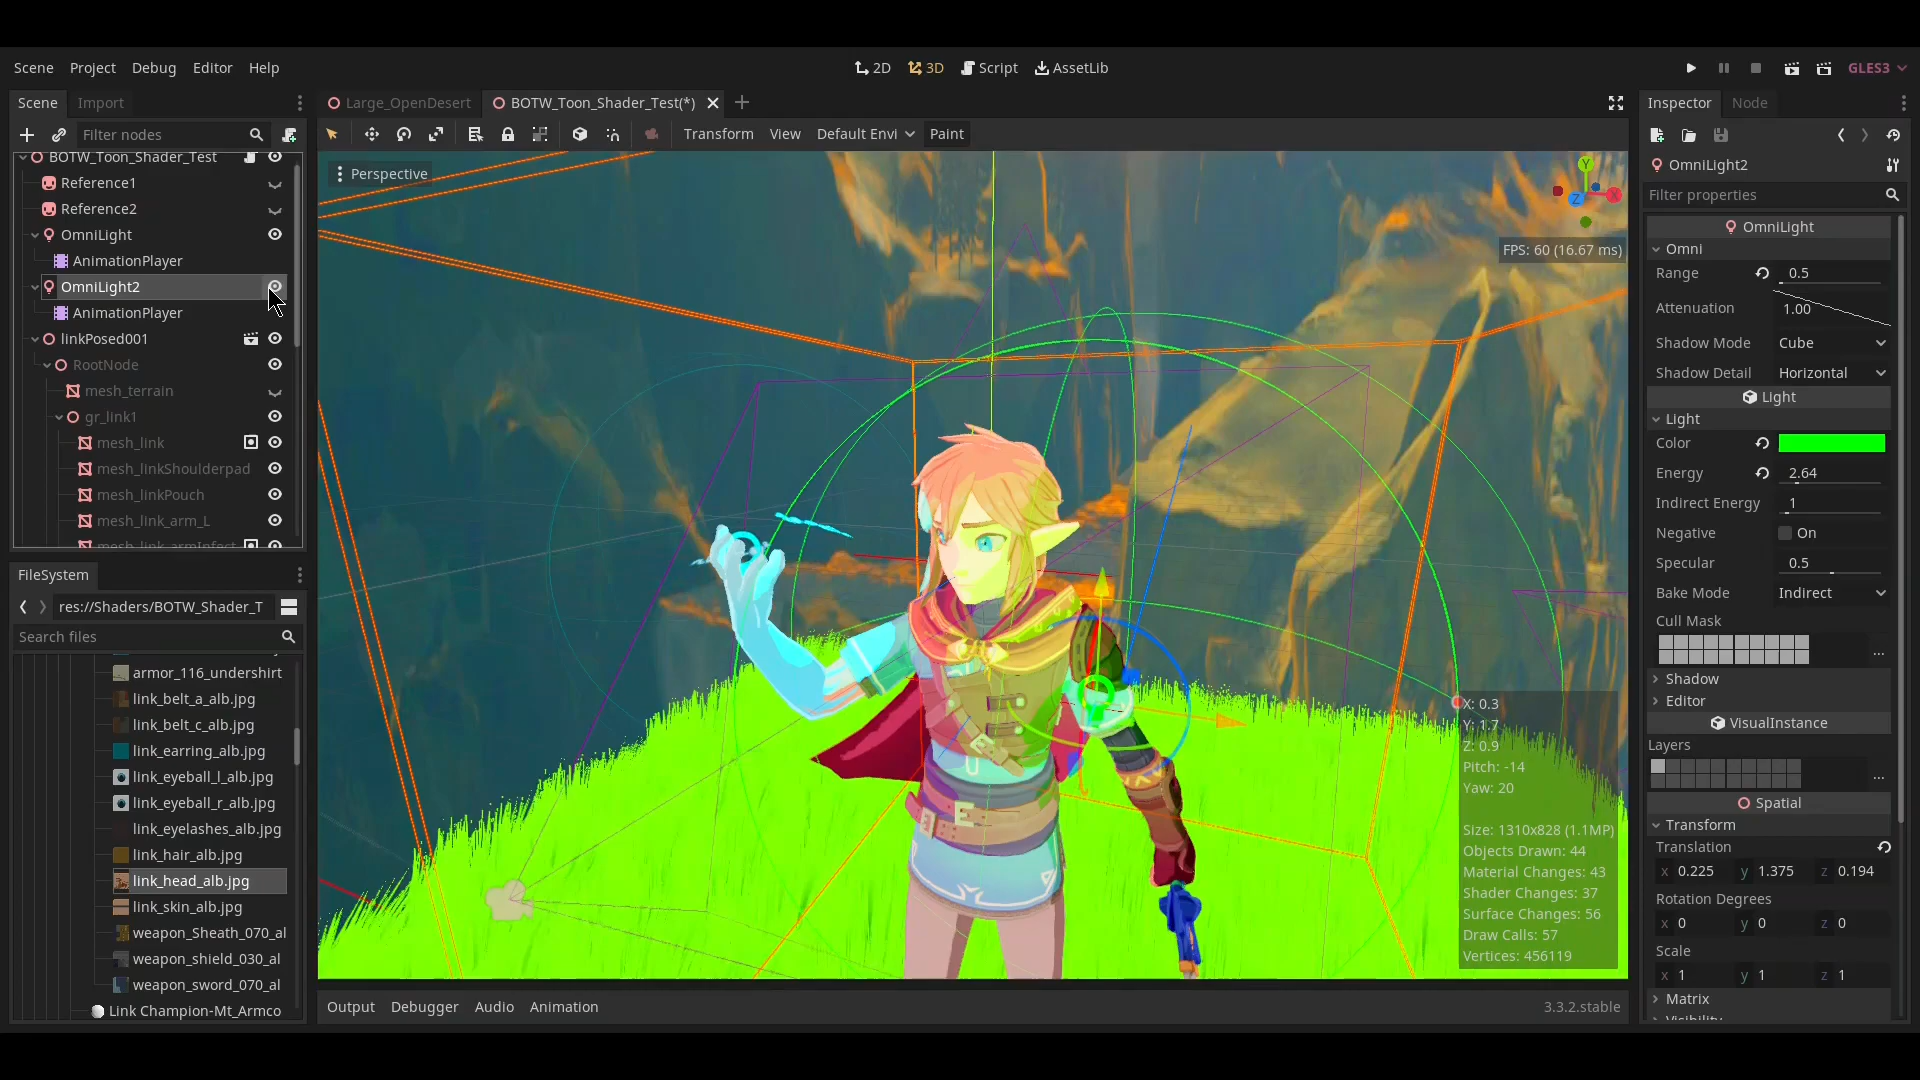 Scene Project Debug Editor Help
2D 3D Script AssetLib
GLES3
Scene Import
Filter nodes
BOTW_Toon_Shader_Test
Reference1
Reference2
OmniLight
AnimationPlayer
OmniLight2
AnimationPlayer
linkPosed001
RootNode
mesh_terrain
gr_link1
mesh_link
mesh_linkShoulderpad
mesh_linkPouch
mesh_link_arm_L
mesh_link_armInfect
FileSystem
res://Shaders/BOTW_Shader_T
Search files
armor_116_undershirt
link_belt_a_alb.jpg
link_belt_c_alb.jpg
link_earring_alb.jpg
link_eyeball_l_alb.jpg
link_eyeball_r_alb.jpg
link_eyelashes_alb.jpg
link_hair_alb.jpg
link_head_alb.jpg
link_skin_alb.jpg
weapon_Sheath_070_al
weapon_shield_030_al
weapon_sword_070_al
Link Champion-Mt_Armco
Large_OpenDesert BOTW_Toon_Shader_Test(*)
Transform View Default Envi Paint
Perspective
Y
X
Z
FPS: 60 (16.67 ms)
X: 0.3
Y: 1.7
Z: 0.9
Pitch: -14
Yaw: 20
Size: 1310x828 (1.1MP)
Objects Drawn: 44
Material Changes: 43
Shader Changes: 37
Surface Changes: 56
Draw Calls: 57
Vertices: 456119
Output Debugger Audio Animation
3.3.2.stable
Inspector Node
OmniLight2
Filter properties
OmniLight
Omni
Range 0.5
Attenuation 1.00
Shadow Mode Cube
Shadow Detail Horizontal
Light
Light
Color
Energy 2.64
Indirect Energy 1
Negative On
Specular 0.5
Bake Mode Indirect
Cull Mask
...
Shadow
Editor
VisualInstance
Layers
...
Spatial
Transform
Translation
x 0.225 y 1.375 z 0.194
Rotation Degrees
x 0 y 0 z 0
Scale
x 1 y 1 z 1
Matrix
Visibility